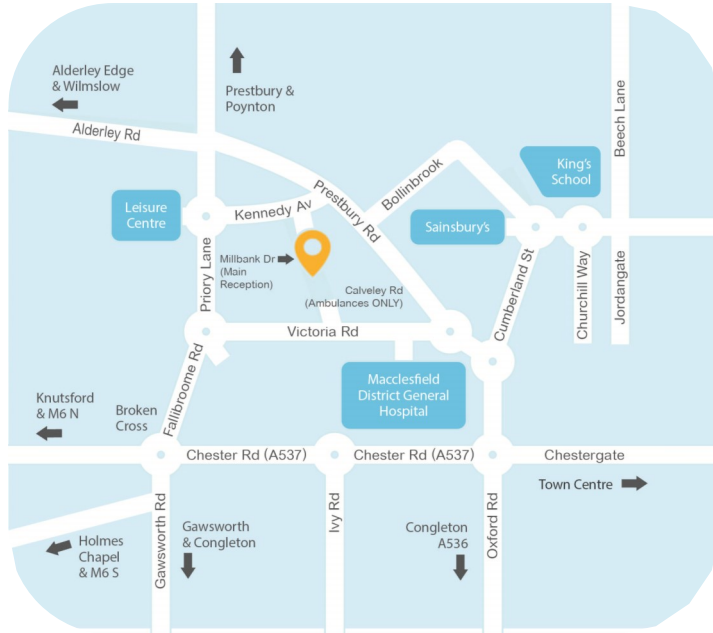 Alderley Edge
& Wilmslow
Prestbury &
Poynton
Alderley Rd
Beech Lane
King's
School
Bollinbrook
Prestbury Rd
Kennedy Av
Leisure
Centre
Sainsbury's
Priory Lane
Millbank Dr
(Main
Reception)
Calveley Rd
(Ambulances ONLY)
Cumberland St
Churchill Way
Jordangate
Victoria Rd
Fallibroome Rd
Macclesfield
District General
Hospital
Knutsford
& M6 N
Broken
Cross
Chester Rd (A537)
Chester Rd (A537)
Chestergate
Town Centre
Gawsworth Rd
Gawsworth
& Congleton
Ivy Rd
Congleton
A536
Oxford Rd
Holmes
Chapel
& M6 S